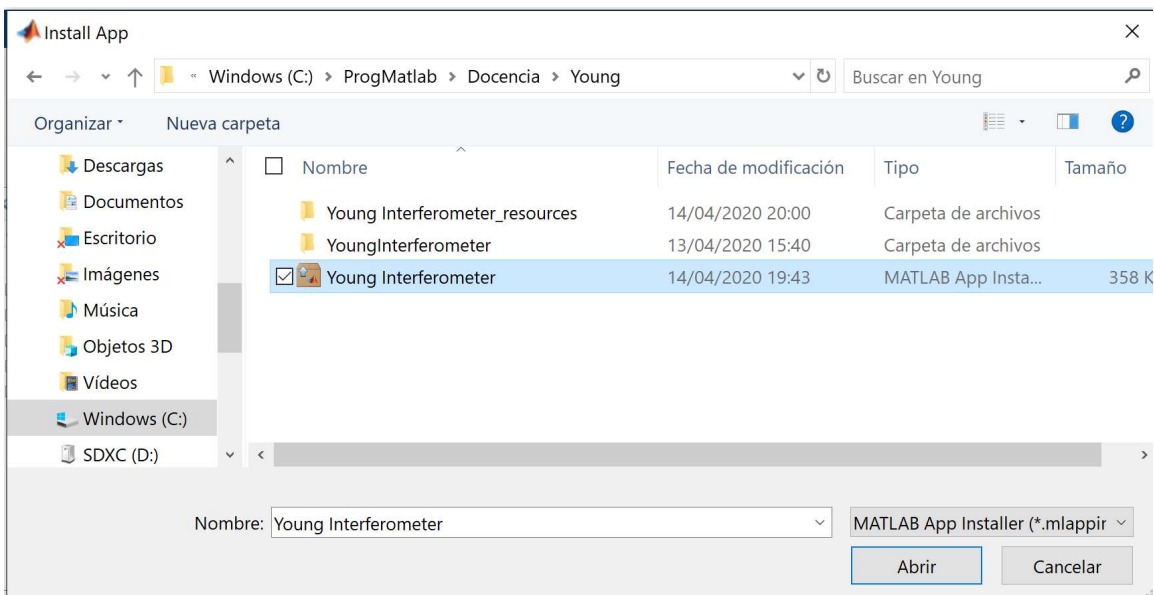 Install App
« Windows (C:) > ProgMatlab > Docencia > Young
Buscar en Young
Organizar
Nueva carpeta
Nombre Fecha de modificación Tipo Tamaño
Descargas
Documentos
Escritorio
Imágenes
Música
Objetos 3D
Vídeos
Windows (C:)
SDXC (D:)
Young Interferometer_resources 14/04/2020 20:00 Carpeta de archivos
YoungInterferometer 13/04/2020 15:40 Carpeta de archivos
Young Interferometer 14/04/2020 19:43 MATLAB App Insta... 358 K
Nombre: Young Interferometer
MATLAB App Installer (*.mlappin
Abrir
Cancelar